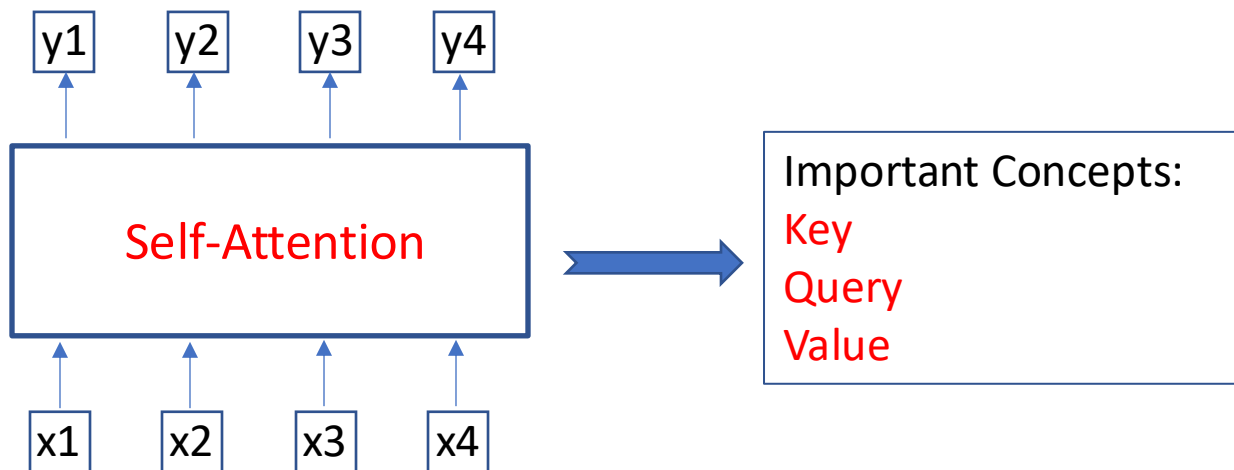 y1 y2 y3 y4
Self-Attention
x1 x2 x3 x4
Important Concepts:
Key
Query
Value